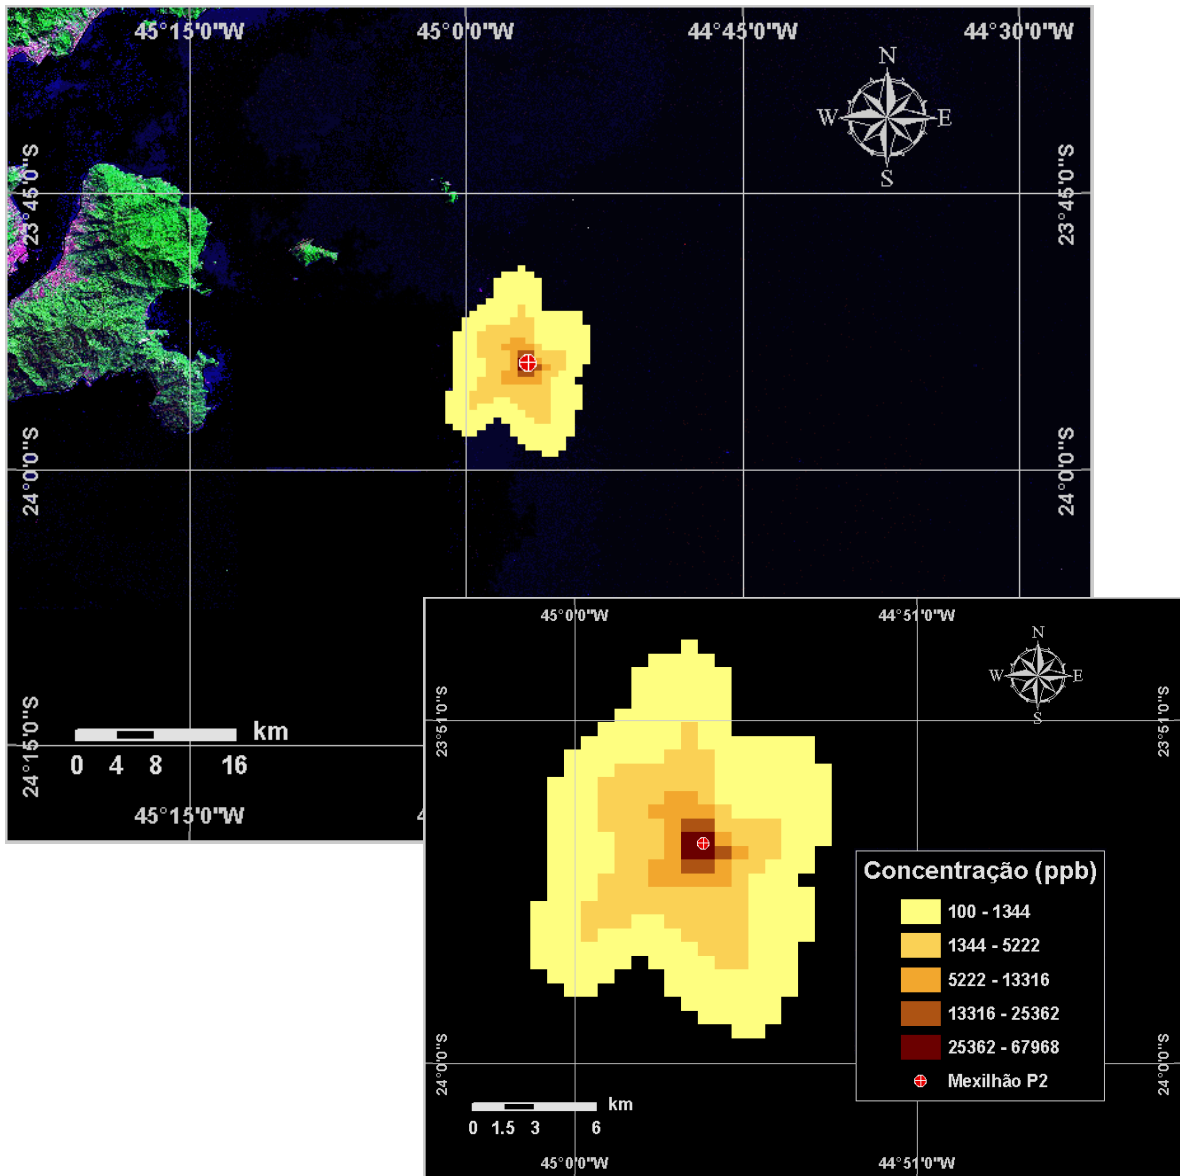 45°15'0"W 45°0'0"W 44°45'0"W 44°30'0"W
N
W E
S
23°45'0"S 23°45'0"S
24°0'0"S 24°0'0"S
24°15'0"S
km
0 4 8 16
45°15'0"W
45°0'0"W 44°51'0"W
N
W E
S
23°51'0"S 23°51'0"S
Concentração (ppb)
100 - 1344
1344 - 5222
5222 - 13316
13316 - 25362
25362 - 67968
Mexilhão P2
24°0'0"S 24°0'0"S
km
0 1.5 3 6
45°0'0"W 44°51'0"W